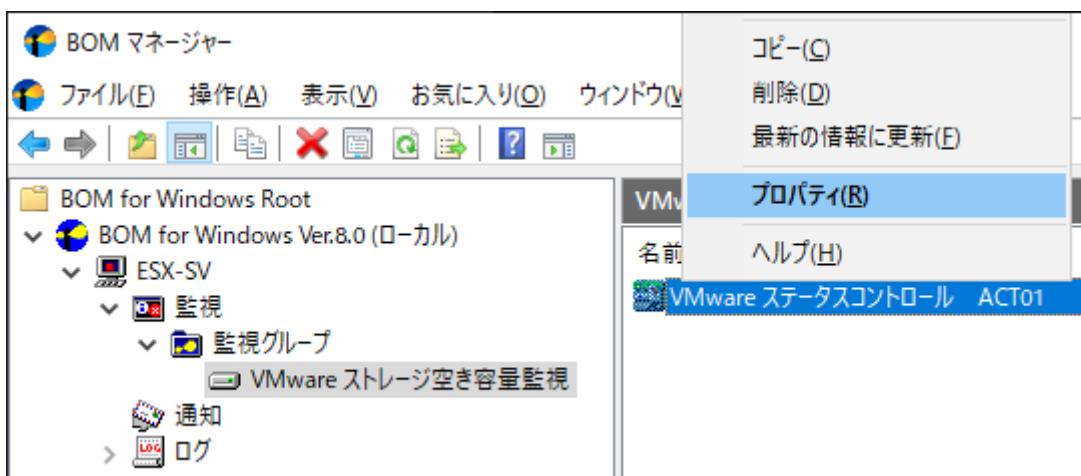 BOM マネージャー
ファイル(F) 操作(A) 表示(V) お気に入り(O) ウィンドウ(V
コピー(C)
削除(D)
最新の情報に更新(F)
プロパティ(R)
ヘルプ(H)
BOM for Windows Root
BOM for Windows Ver.8.0 (ローカル)
ESX-SV
監視
監視グループ
VMware ストレージ空き容量監視
通知
LOG ログ
VMw
名前
VMware ステータスコントロール ACT01